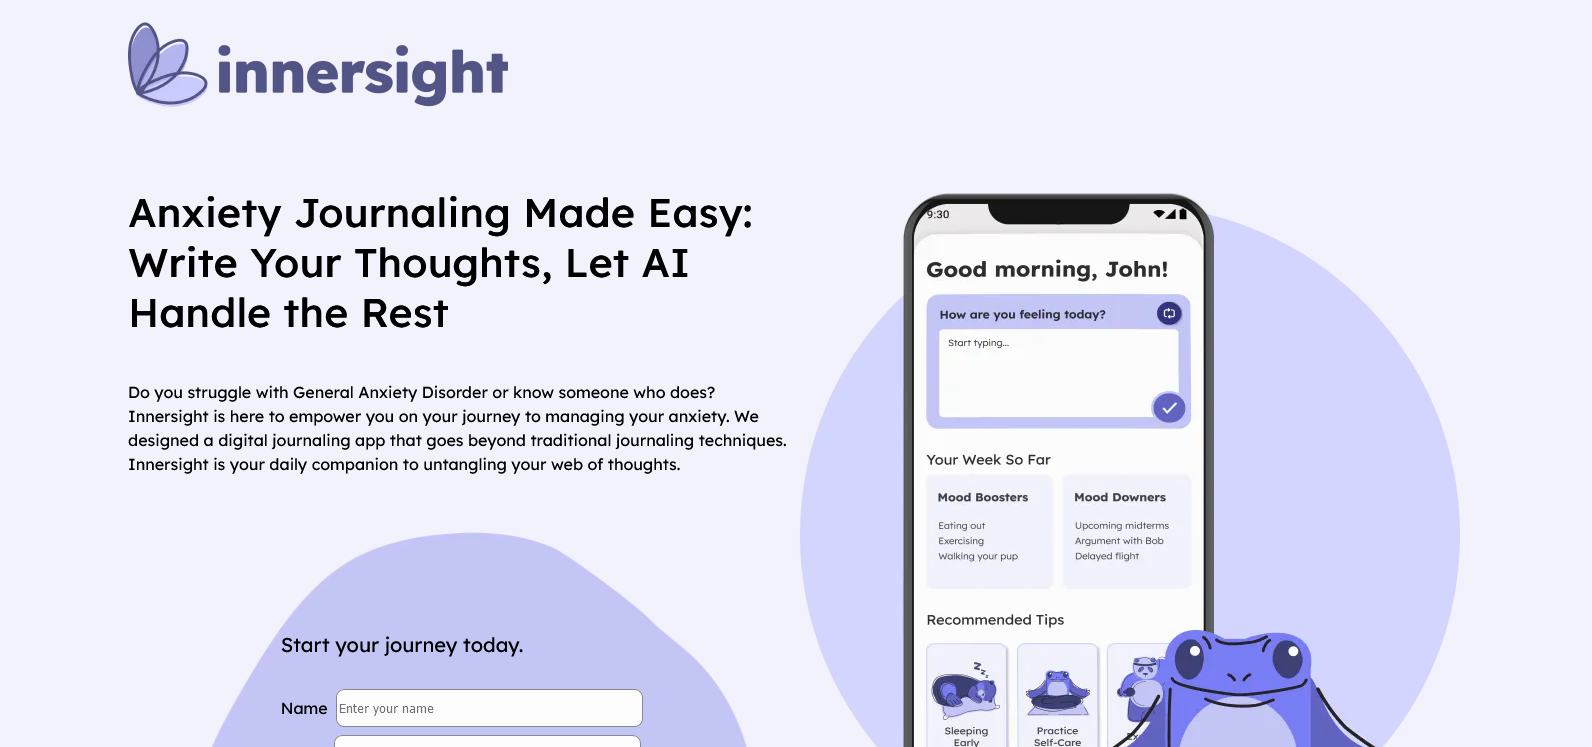 innersight
Anxiety Journaling Made Easy:
Write Your Thoughts, Let AI
Handle the Rest
Do you struggle with General Anxiety Disorder or know someone who does?
Innersight is here to empower you on your journey to managing your anxiety. We
designed a digital journaling app that goes beyond traditional journaling techniques.
Innersight is your daily companion to untangling your web of thoughts.
Start your journey today.
Name
Enter your name
9:30
Good morning, John!
How are you feeling today?
Start typing...
Your Week So Far
Mood Boosters
Eating out
Exercising
Walking your pup
Mood Downers
Upcoming midterms
Argument with Bob
Delayed flight
Recommended Tips
Sleeping
Early
Practice
Self-Care